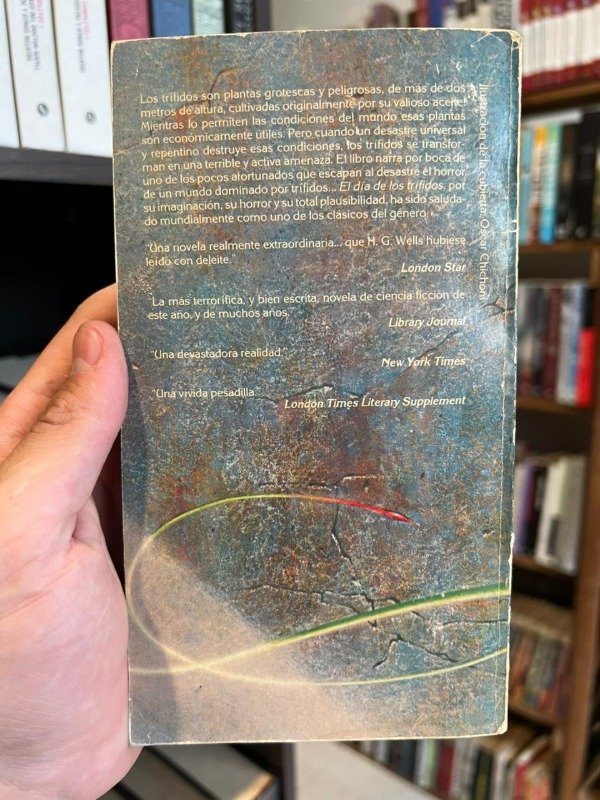 Los trífidos son plantas grotescas y peligrosas, de más de dos
metros de altura, cultivadas originalmente por su valioso aceite.
Mientras lo permiten las condiciones del mundo esas plantas
son económicamente útiles. Pero cuando un desastre universal
y repentino destruye esas condiciones, los trífidos se transfor-
man en una terrible y activa amenaza. El libro narra por boca de
uno de los pocos afortunados que escapan al desastre el horror
de un mundo dominado por trífidos... El día de los trífidos, por
su imaginación, su horror y su total plausibilidad, ha sido saluda-
do mundialmente como uno de los clásicos del género.
"Una novela realmente extraordinaria... que H. G. Wells hubiese
leído con deleite."
London Star
"La más terrorífica, y bien escrita, novela de ciencia ficción de
este año, y de muchos años."
Library Journal
"Una devastadora realidad."
New York Times
"Una vívida pesadilla."
London Times Literary Supplement
Ilustración de la cubierta: Oscar Chichoni